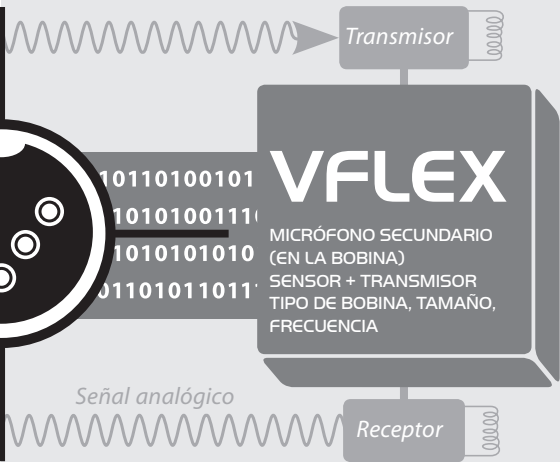 Transmisor
VFLEX
10110100101
1010100111
MICRÓFONO SECUNDARIO
(EN LA BOBINA)
1010101010
SENSOR + TRANSMISOR
TIPO DE BOBINA, TAMAÑO,
01101011011
FRECUENCIA
Señal analógico
Receptor